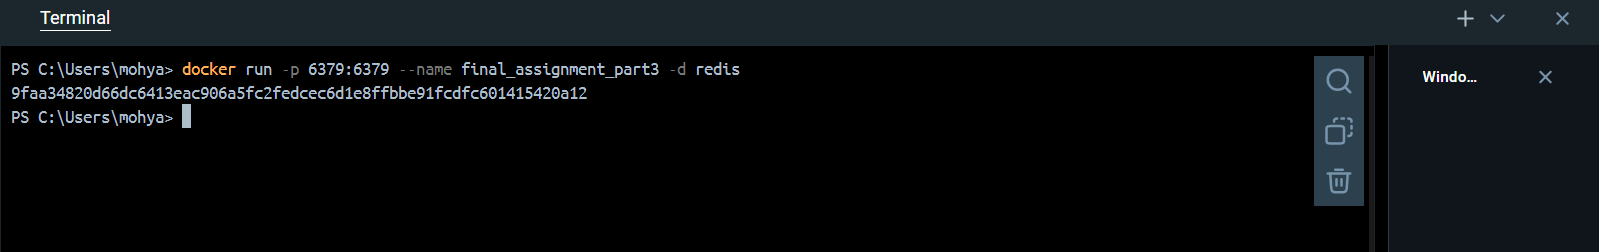 Terminal
PS C:\Users\mohya> docker run -p 6379:6379 --name final_assignment_part3 -d redis
9faa34820d66dc6413eac906a5fc2fedcec6d1e8ffbbe91fcdfc601415420a12
PS C:\Users\mohya>
Windo...